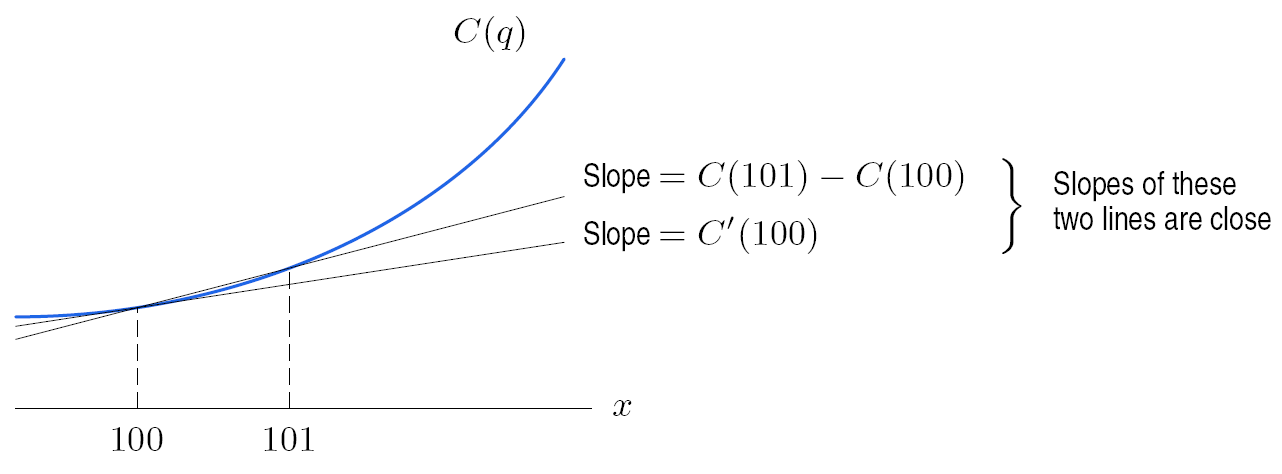 C(q)
Slope = C(101) − C(100)
Slope = C′(100)
Slopes of these
two lines are close
x
100
101